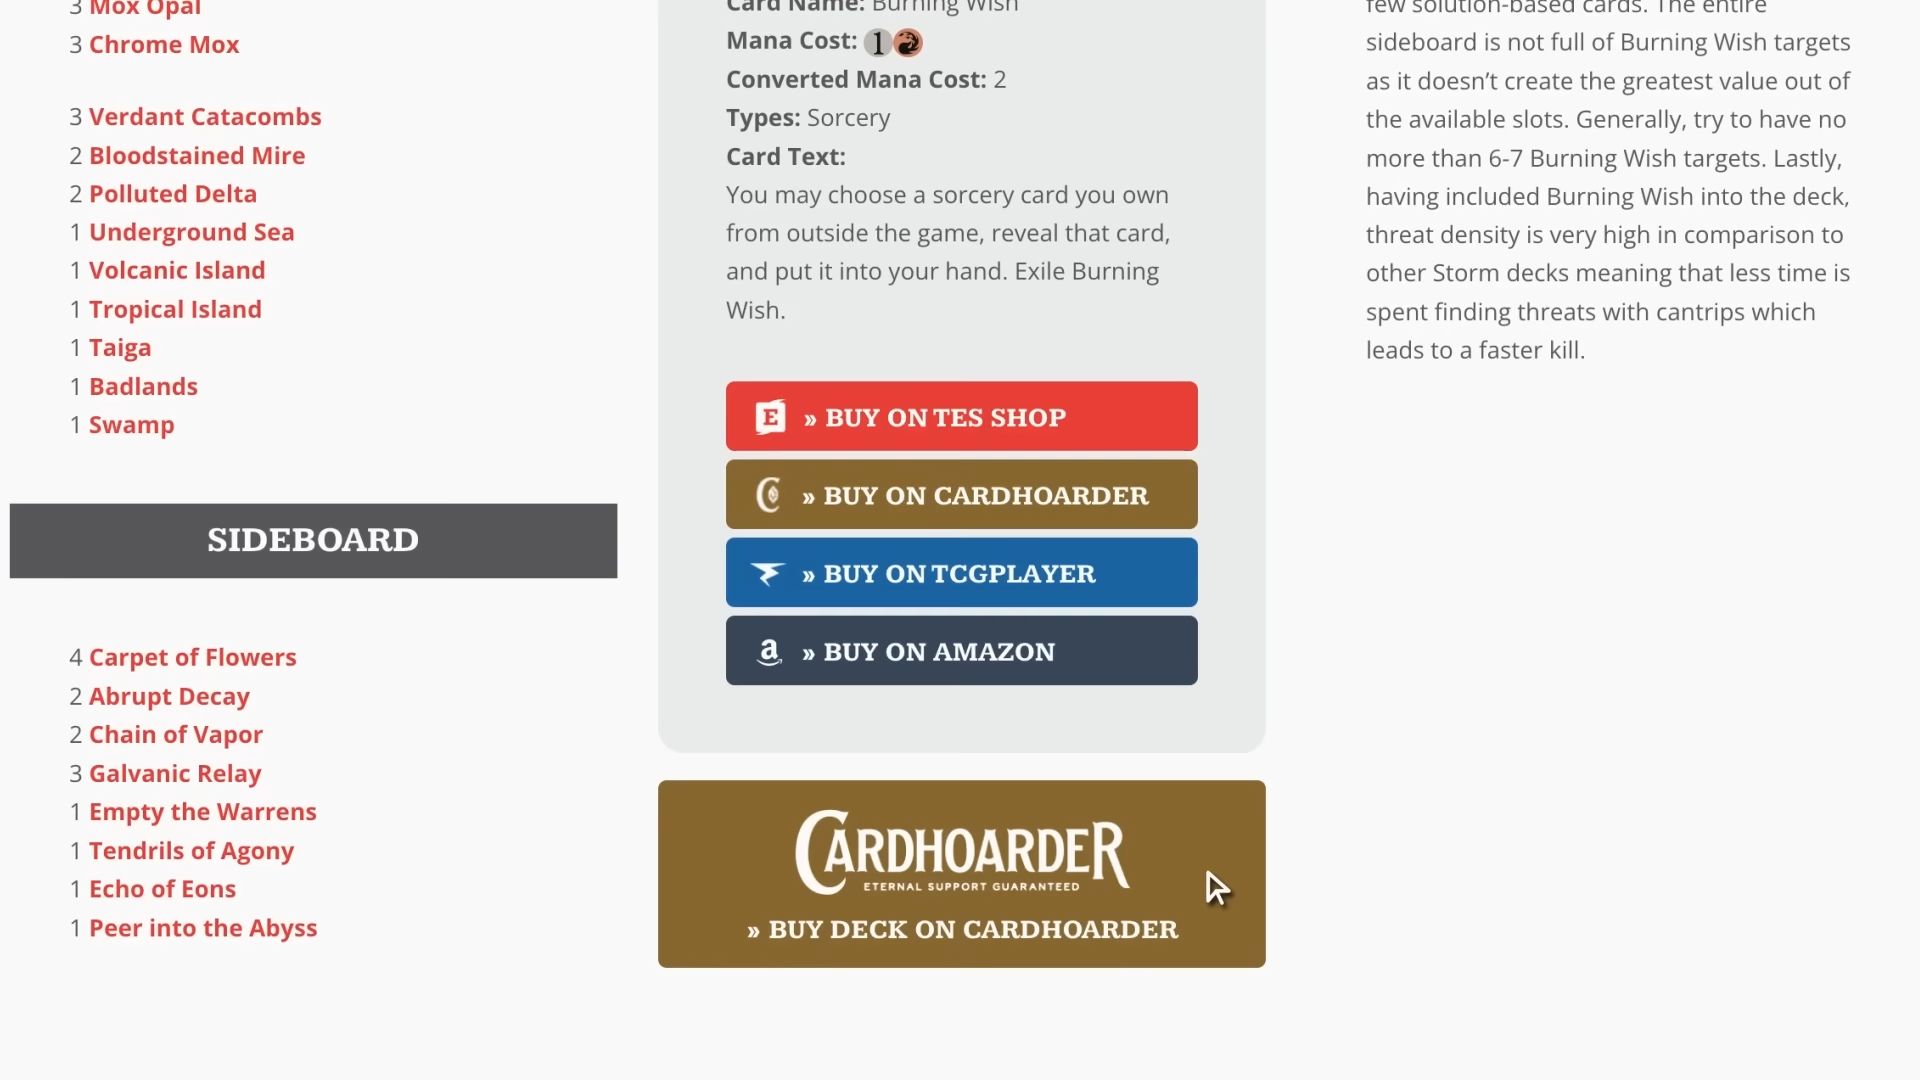 3 Mox Opal
3 Chrome Mox
3 Verdant Catacombs
2 Bloodstained Mire
2 Polluted Delta
1 Underground Sea
1 Volcanic Island
1 Tropical Island
1 Taiga
1 Badlands
1 Swamp
SIDEBOARD
4 Carpet of Flowers
2 Abrupt Decay
2 Chain of Vapor
3 Galvanic Relay
1 Empty the Warrens
1 Tendrils of Agony
1 Echo of Eons
1 Peer into the Abyss
Card Name: Burning Wish
Mana Cost: 1
Converted Mana Cost: 2
Types: Sorcery
Card Text:
You may choose a sorcery card you own
from outside the game, reveal that card,
and put it into your hand. Exile Burning
Wish.
E » BUY ON TES SHOP
» BUY ON CARDHOARDER
» BUY ON TCGPLAYER
a » BUY ON AMAZON
CARDHOARDER
ETERNAL SUPPORT GUARANTEED
» BUY DECK ON CARDHOARDER
few solution-based cards. The entire
sideboard is not full of Burning Wish targets
as it doesn’t create the greatest value out of
the available slots. Generally, try to have no
more than 6-7 Burning Wish targets. Lastly,
having included Burning Wish into the deck,
threat density is very high in comparison to
other Storm decks meaning that less time is
spent finding threats with cantrips which
leads to a faster kill.